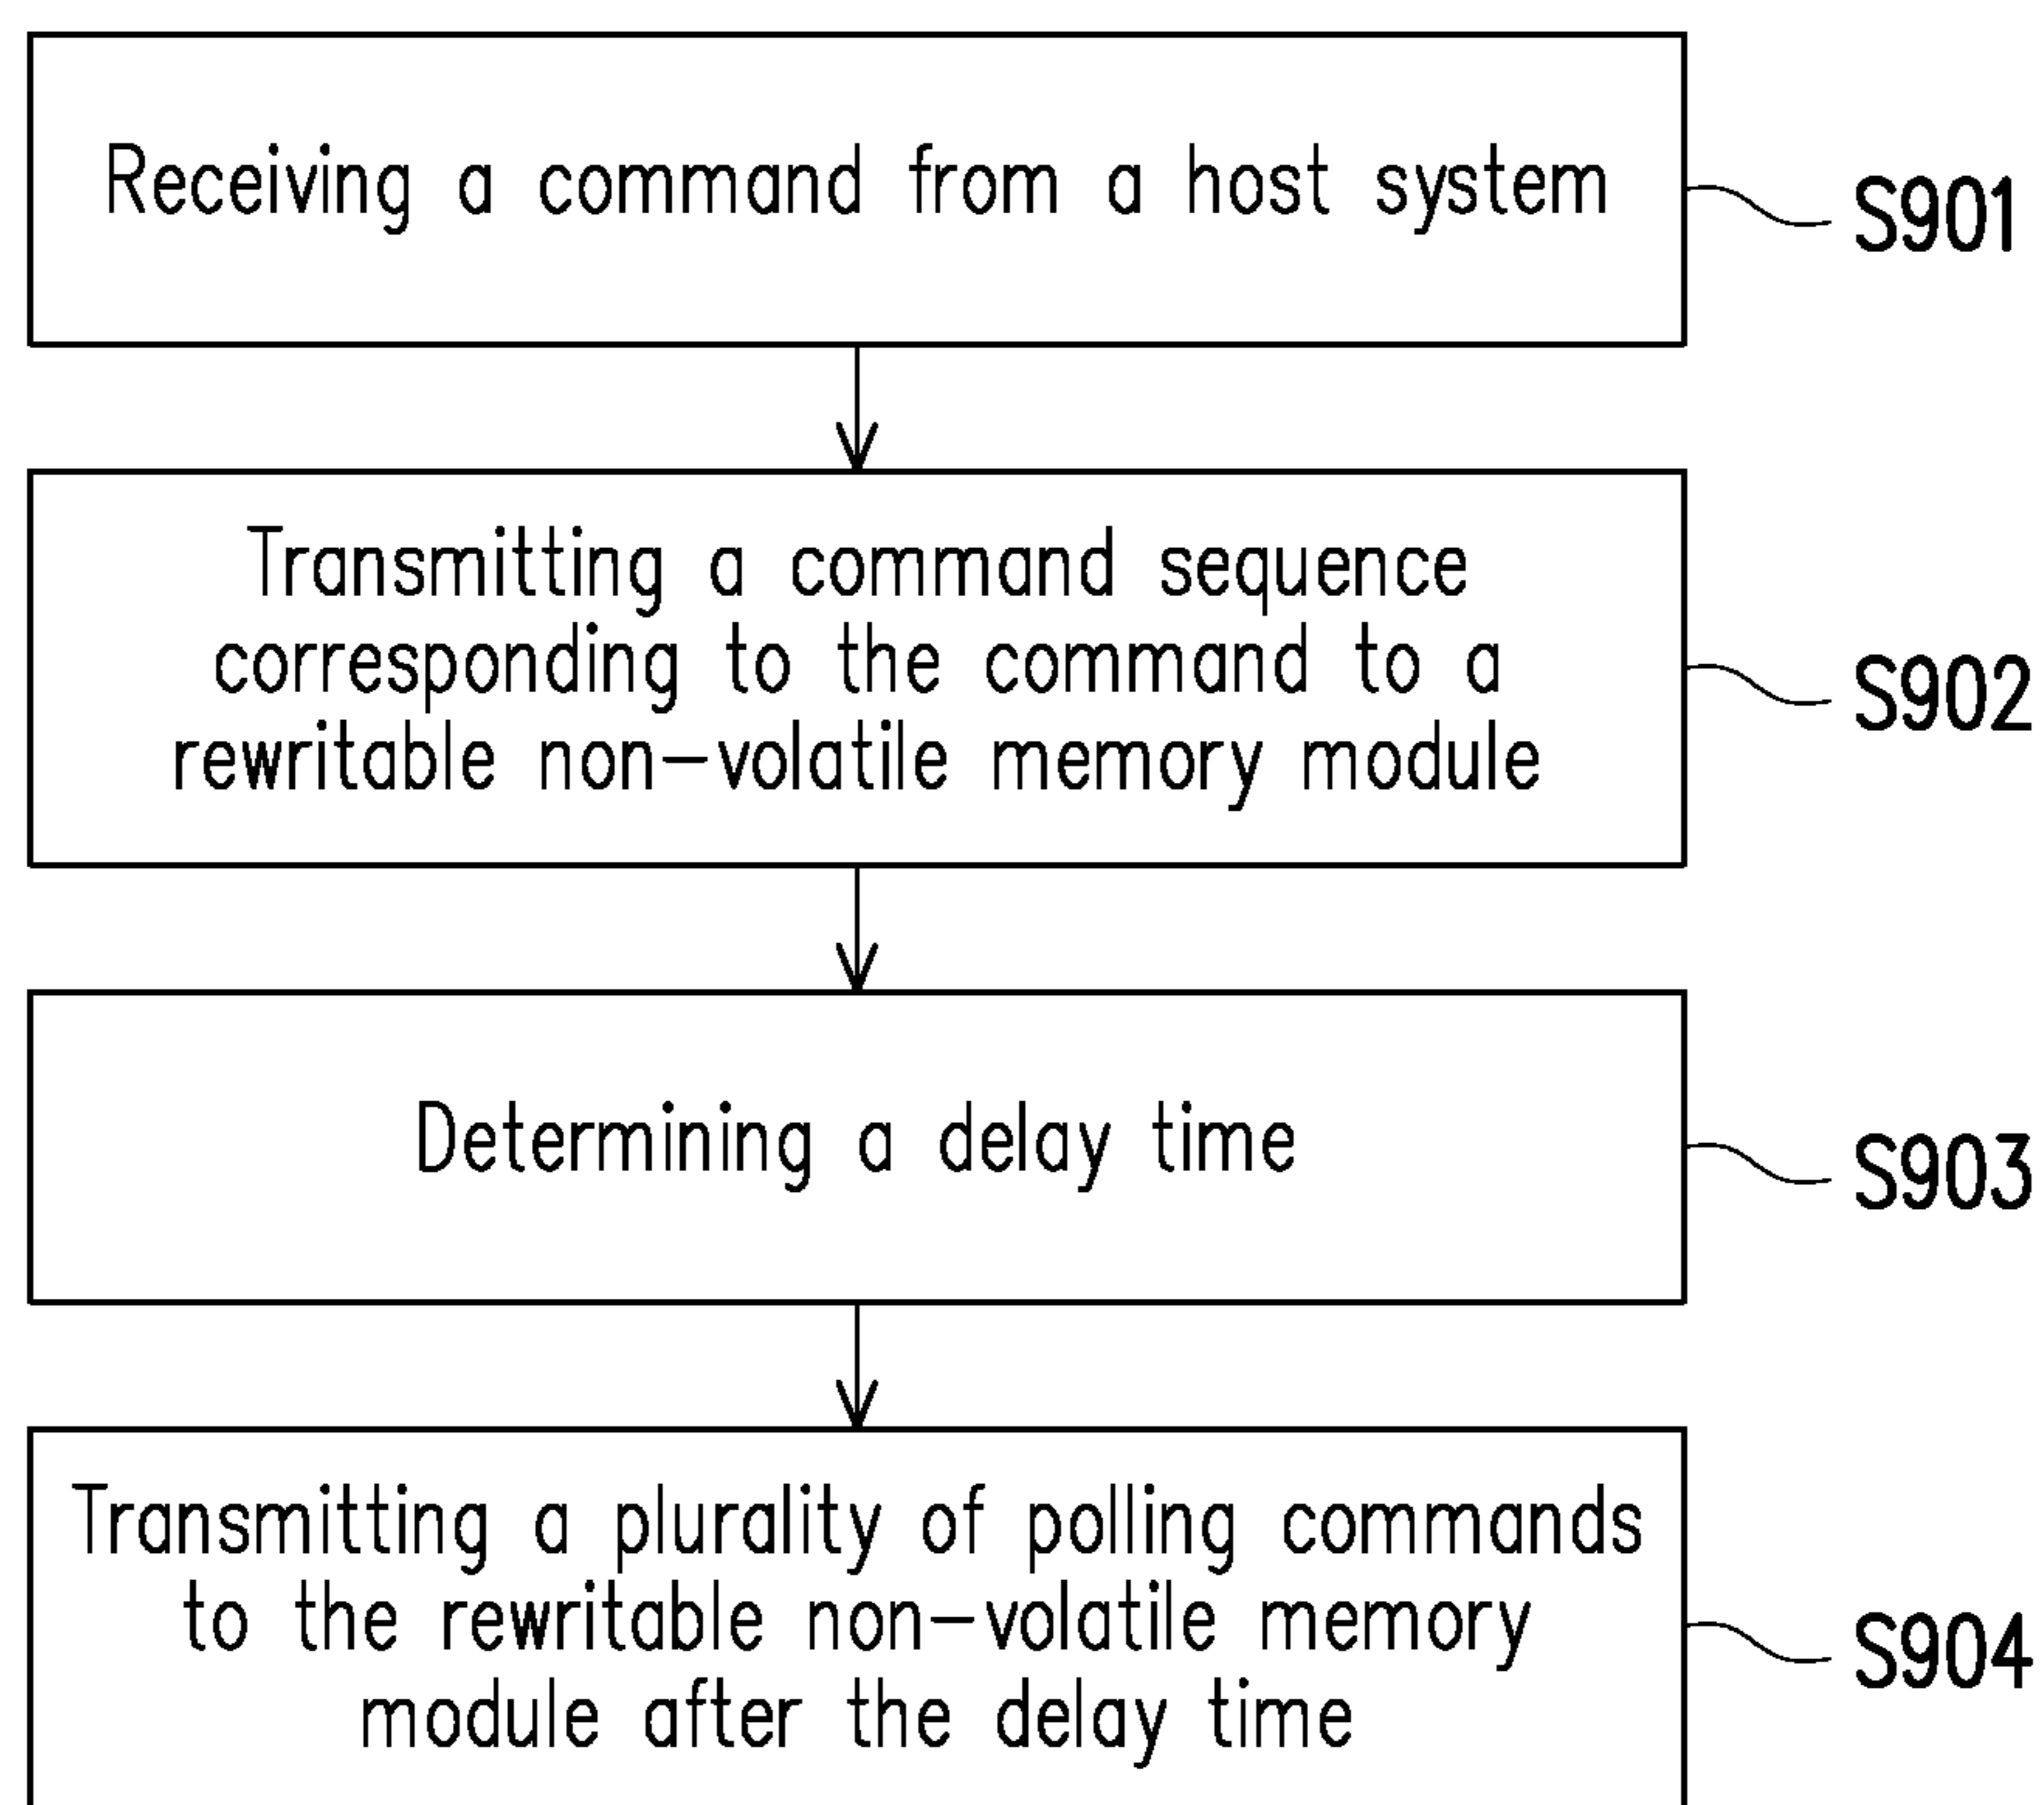 Receiving a command from a host system
S901
Transmitting a command sequence
corresponding to the command to a
rewritable non-volatile memory module
S902
Determining a delay time
S903
Transmitting a plurality of polling commands
to the rewritable non-volatile memory
module after the delay time
S904